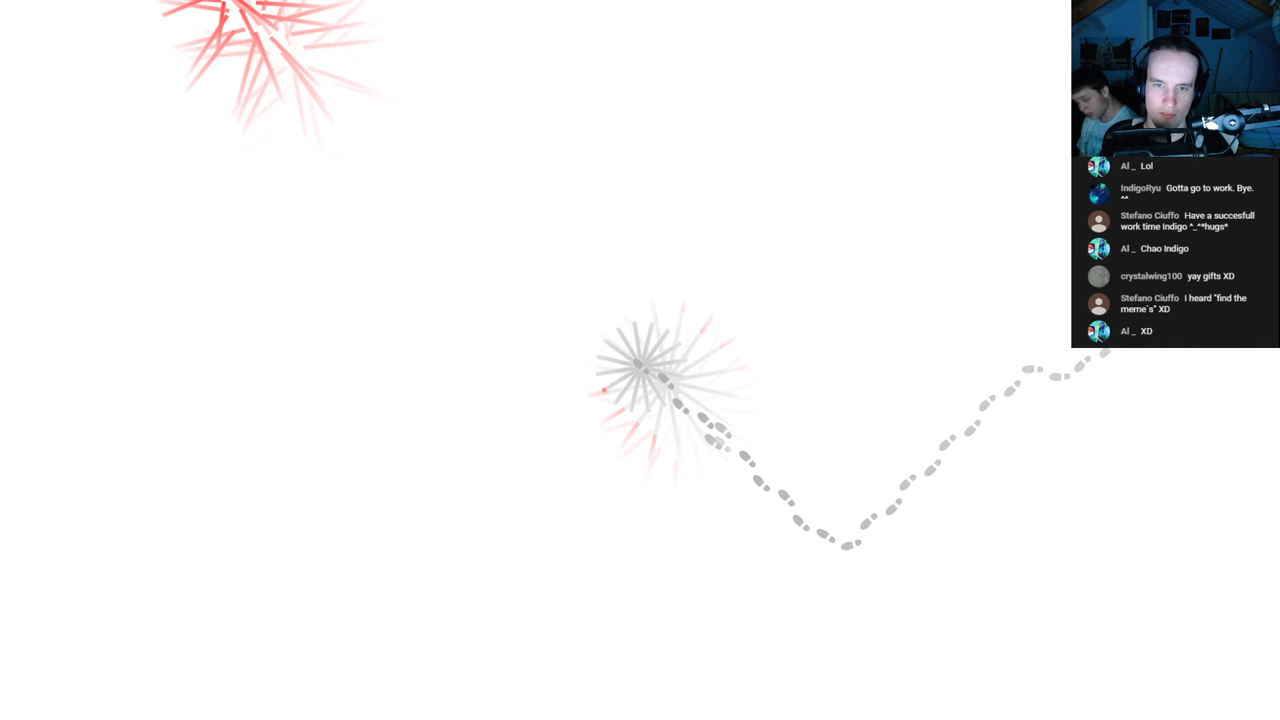 Al _ Lol
IndigoRyu Gotta go to work. Bye.
^^
Stefano Ciuffo Have a succesfull
work time Indigo ^_^*hugs*
Al _ Chao Indigo
crystalwing100 yay gifts XD
Stefano Ciuffo I heard "find the
meme`s" XD
Al _ XD